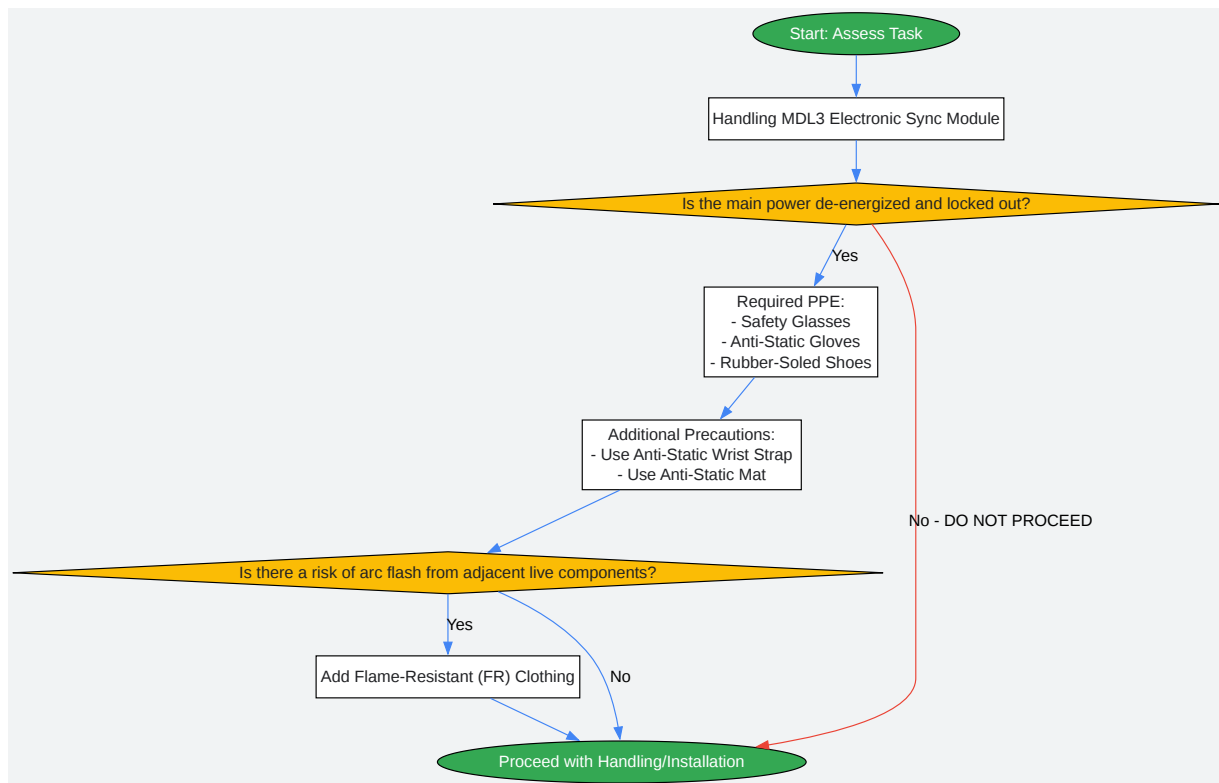 Start: Assess Task
Handling MDL3 Electronic Sync Module
Is the main power de-energized and locked out?
Yes
Required PPE:
- Safety Glasses
- Anti-Static Gloves
- Rubber-Soled Shoes
Additional Precautions:
- Use Anti-Static Wrist Strap
- Use Anti-Static Mat
No - DO NOT PROCEED
Is there a risk of arc flash from adjacent live components?
Yes
Add Flame-Resistant (FR) Clothing
No
Proceed with Handling/Installation